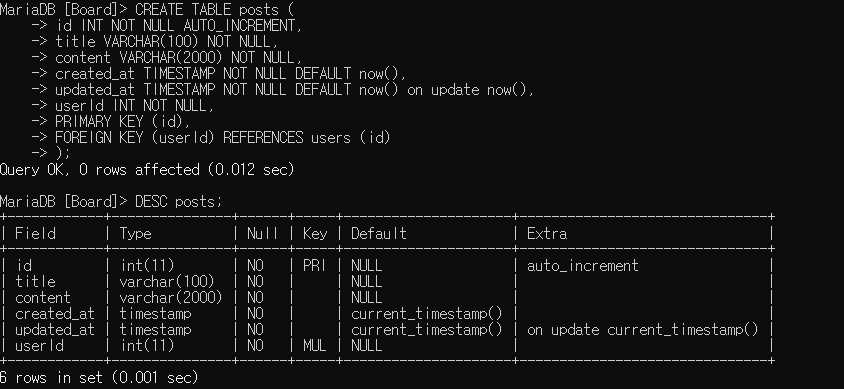 MariaDB [Board]> CREATE TABLE posts (
    -> id INT NOT NULL AUTO_INCREMENT,
    -> title VARCHAR(100) NOT NULL,
    -> content VARCHAR(2000) NOT NULL,
    -> created_at TIMESTAMP NOT NULL DEFAULT now(),
    -> updated_at TIMESTAMP NOT NULL DEFAULT now() on update now(),
    -> userId INT NOT NULL,
    -> PRIMARY KEY (id),
    -> FOREIGN KEY (userId) REFERENCES users (id)
    -> );
Query OK, 0 rows affected (0.012 sec)
MariaDB [Board]> DESC posts;
+------------+---------------+------+-----+---------------------+-------------------------------+
| Field      | Type          | Null | Key | Default             | Extra                         |
+------------+---------------+------+-----+---------------------+-------------------------------+
| id         | int(11)       | NO   | PRI | NULL                | auto_increment                |
| title      | varchar(100)  | NO   |     | NULL                |                               |
| content    | varchar(2000) | NO   |     | NULL                |                               |
| created_at | timestamp     | NO   |     | current_timestamp() |                               |
| updated_at | timestamp     | NO   |     | current_timestamp() | on update current_timestamp() |
| userId     | int(11)       | NO   | MUL | NULL                |                               |
+------------+---------------+------+-----+---------------------+-------------------------------+
6 rows in set (0.001 sec)